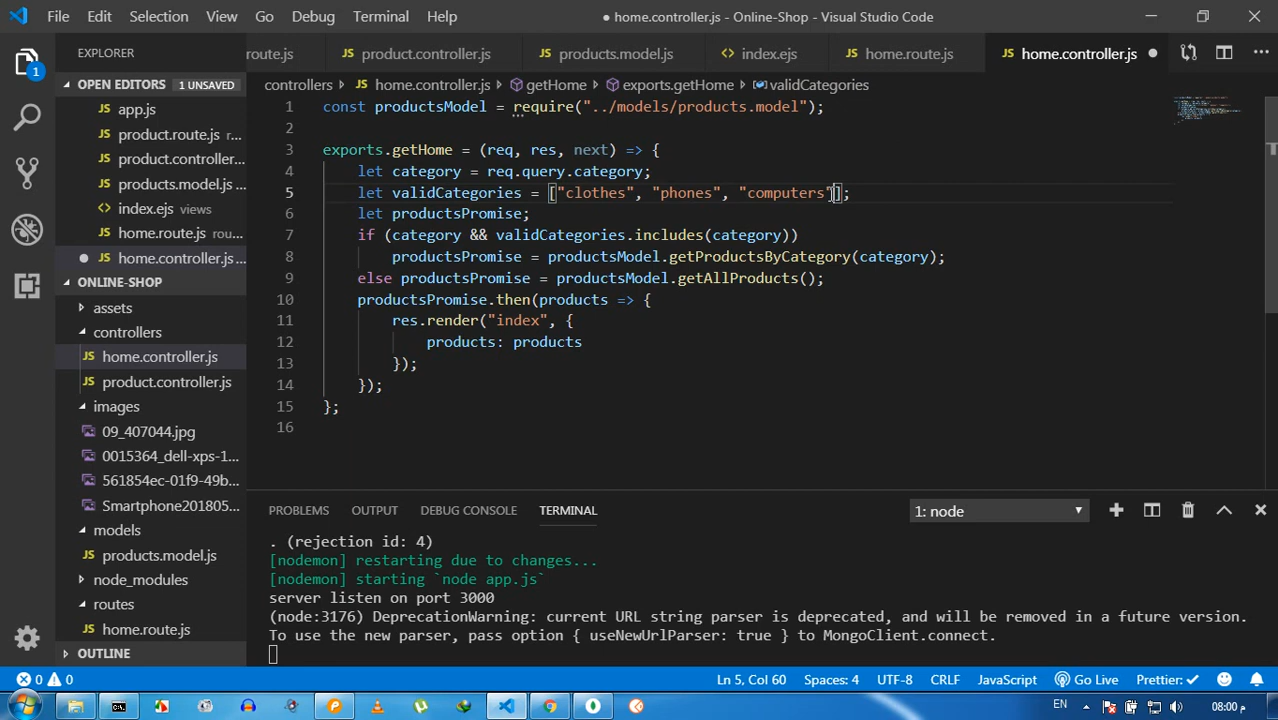 File Edit Selection View Go Debug Terminal Help
● home.controller.js - Online-Shop - Visual Studio Code
EXPLORER
route.js
product.controller.js
products.model.js
index.ejs
home.route.js
home.controller.js ●
OPEN EDITORS 1 UNSAVED
controllers › JS home.controller.js › getHome › exports.getHome › validCategories
JS app.js
JS product.route.js ...
JS product.controller...
JS products.model.js ...
<> index.ejs
JS home.route.js ...
● JS home.controller.js...
ONLINE-SHOP
assets
controllers
JS home.controller.js
JS product.controller.js
images
09_407044.jpg
0015364_dell-xps-1...
561854ec-01f9-49b...
Smartphone201805...
models
JS products.model.js
node_modules
routes
JS home.route.js
OUTLINE
1 const productsModel = require("../models/products.model");
2
3 exports.getHome = (req, res, next) => {
4 let category = req.query.category;
5 let validCategories = ["clothes", "phones", "computers"];
6 let productsPromise;
7 if (category && validCategories.includes(category))
8 productsPromise = productsModel.getProductsByCategory(category);
9 else productsPromise = productsModel.getAllProducts();
10 productsPromise.then(products => {
11 res.render("index", {
12 products: products
13 });
14 });
15 };
16
PROBLEMS OUTPUT DEBUG CONSOLE TERMINAL 1: node
. (rejection id: 4)
[nodemon] restarting due to changes...
[nodemon] starting `node app.js`
server listen on port 3000
(node:3176) DeprecationWarning: current URL string parser is deprecated, and will be removed in a future version.
To use the new parser, pass option { useNewUrlParser: true } to MongoClient.connect.
0 0 Ln 5, Col 60 Spaces: 4 UTF-8 CRLF JavaScript Go Live Prettier: ✓
EN 08:00 م